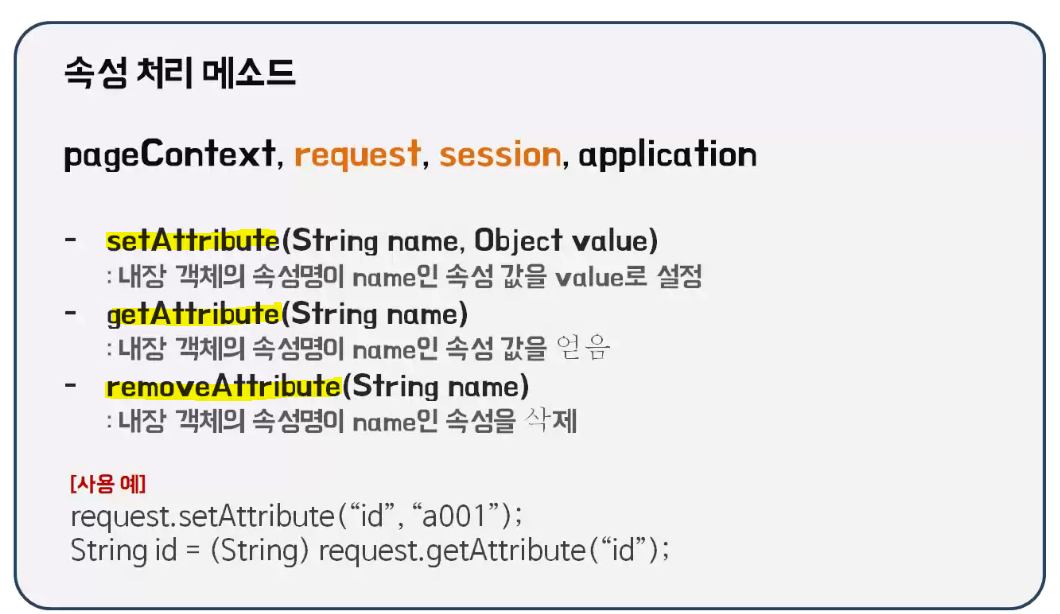 속성 처리 메소드
pageContext, request, session, application
- setAttribute(String name, Object value)
: 내장 객체의 속성명이 name인 속성 값을 value로 설정
- getAttribute(String name)
: 내장 객체의 속성명이 name인 속성 값을 얻음
- removeAttribute(String name)
: 내장 객체의 속성명이 name인 속성을 삭제
[사용 예]
request.setAttribute(“id”, “a001”);
String id = (String) request.getAttribute(“id”);